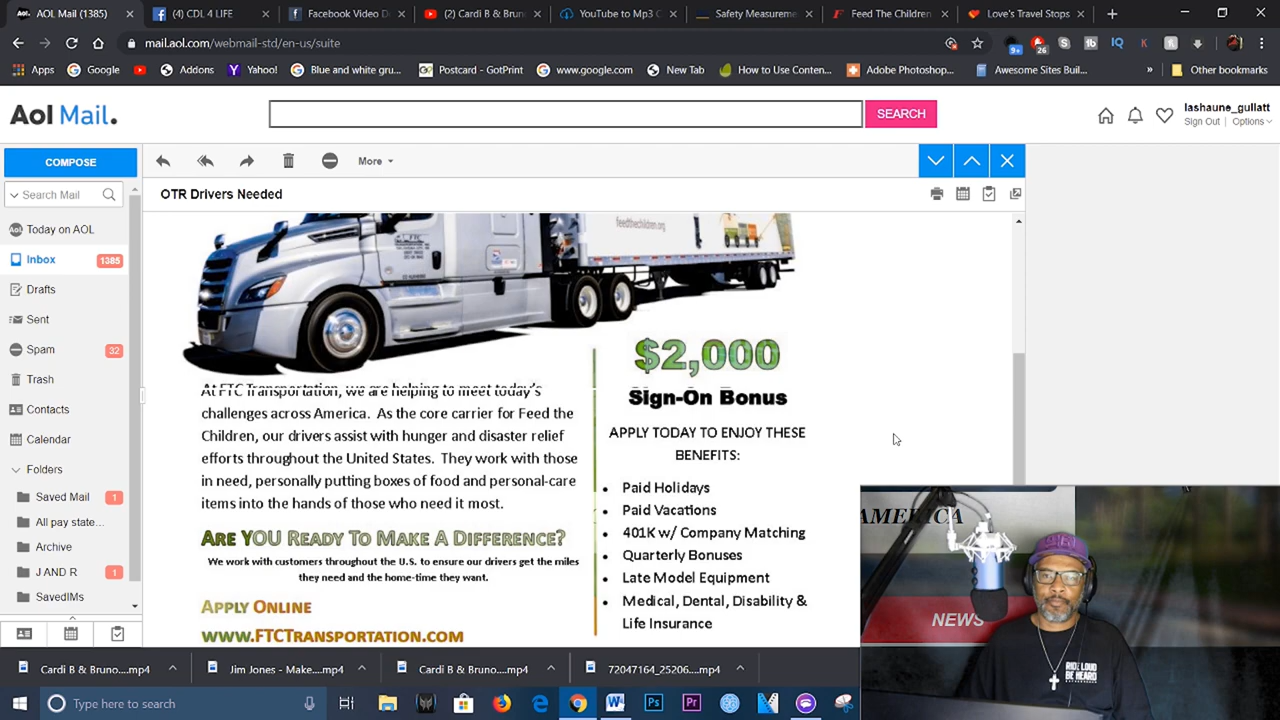 AOL Mail (1385)
(4) CDL 4 LIFE
Facebook Video D
(2) Cardi B & Brun
YouTube to Mp3 C
Safety Measurem
Feed The Children
Love's Travel Stops
mail.aol.com/webmail-std/en-us/suite
9+
26
Apps
Google
Addons
Yahoo!
Blue and white gru...
Postcard - GotPrint
www.google.com
New Tab
How to Use Conten...
Adobe Photoshop...
Awesome Sites Buil...
Other bookmarks
Aol Mail.
SEARCH
lashaune_gullatt
Sign Out
Options
COMPOSE
More
Search Mail
OTR Drivers Needed
Today on AOL
Inbox
1385
Drafts
Sent
Spam
32
Trash
Contacts
Calendar
Folders
Saved Mail
1
All pay state...
Archive
J AND R
1
SavedIMs
feedthechildren.org
FTC
At FTC Transportation, we are helping to meet today's
challenges across America. As the core carrier for Feed the
Children, our drivers assist with hunger and disaster relief
efforts throughout the United States. They work with those
in need, personally putting boxes of food and personal-care
items into the hands of those who need it most.
ARE YOU READY TO MAKE A DIFFERENCE?
We work with customers throughout the U.S. to ensure our drivers get the miles
they need and the home-time they want.
APPLY ONLINE
WWW.FTCTRANSPORTATION.COM
$2,000
Sign-On Bonus
APPLY TODAY TO ENJOY THESE
BENEFITS:
• Paid Holidays
• Paid Vacations
• 401K w/ Company Matching
• Quarterly Bonuses
• Late Model Equipment
• Medical, Dental, Disability &
Life Insurance
AMERICA
NEWS
RIDE LOUD
BE HEARD
Cardi B & Bruno....mp4
Jim Jones - Make....mp4
Cardi B & Bruno....mp4
72047164_25206....mp4
Type here to search